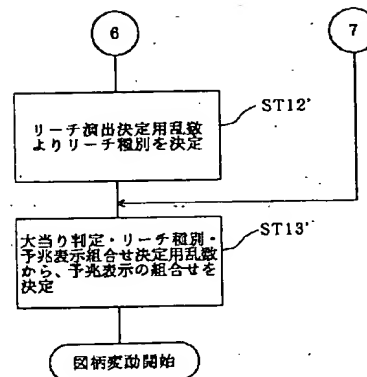 6
7
ST12'
リーチ演出決定用乱数
よりリーチ種別を決定
ST13'
大当り判定・リーチ種別・
予兆表示組合せ決定用乱数
から、予兆表示の組合せを
決定
図柄変動開始